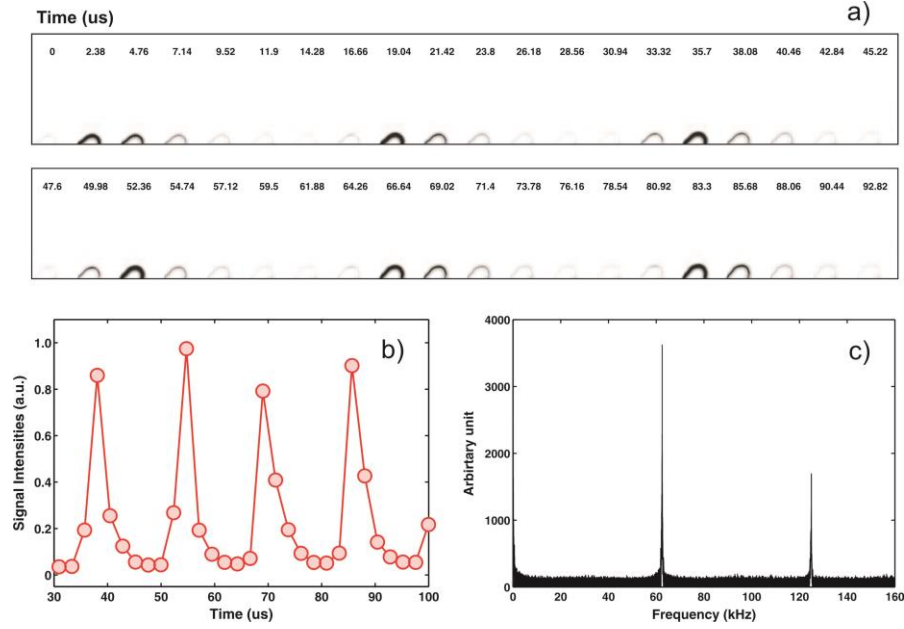 Time (us)
a)
0 2.38 4.76 7.14 9.52 11.9 14.28 16.66 19.04 21.42 23.8 26.18 28.56 30.94 33.32 35.7 38.08 40.46 42.84 45.22
47.6 49.98 52.36 54.74 57.12 59.5 61.88 64.26 66.64 69.02 71.4 73.78 76.16 78.54 80.92 83.3 85.68 88.06 90.44 92.82
b)
1.0
0.8
0.6
0.4
0.2
0
Signal Intensities (a.u.)
30 40 50 60 70 80 90 100
Time (us)
c)
4000
3000
2000
1000
0
Arbirtary unit
0 20 40 60 80 100 120 140 160
Frequency (kHz)